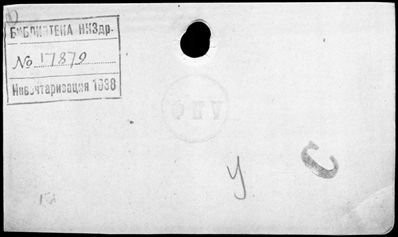 БИБЛИОТЕКА НКЗдр.
№ 17879
Инвентаризация 1938
У
С